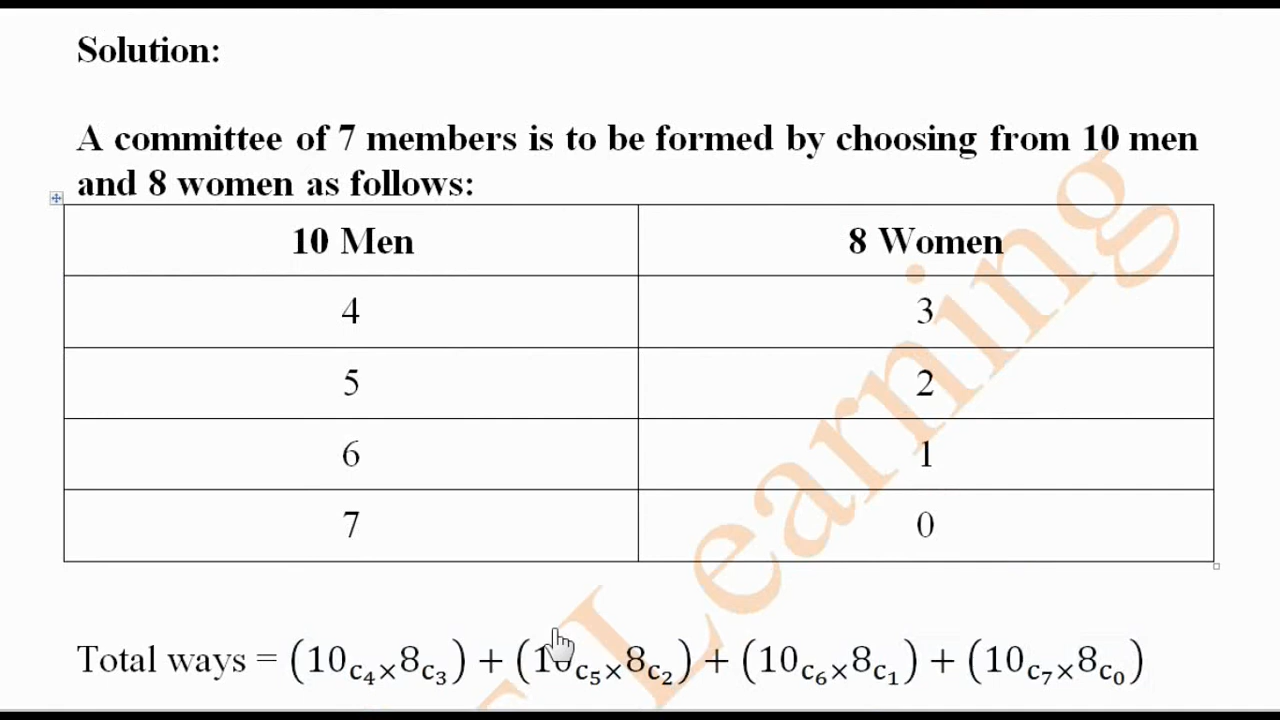 Solution:
A committee of 7 members is to be formed by choosing from 10 men
and 8 women as follows:
10 Men 8 Women
4 3
5 2
6 1
7 0
Learning
Total ways = (10c₄×8c₃) + (10c₅×8c₂) + (10c₆×8c₁) + (10c₇×8c₀)